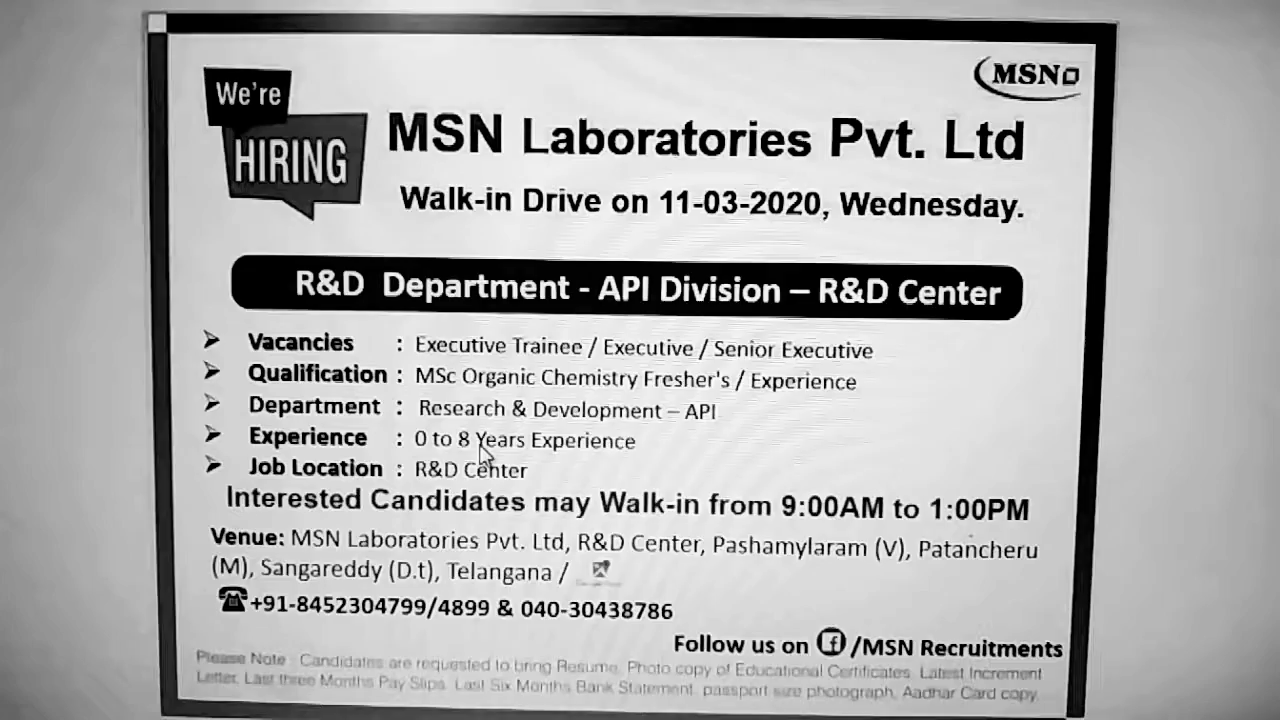 We're
HIRING
MSN
MSN Laboratories Pvt. Ltd
Walk-in Drive on 11-03-2020, Wednesday.
R&D Department - API Division – R&D Center
Vacancies : Executive Trainee / Executive / Senior Executive
Qualification : MSc Organic Chemistry Fresher's / Experience
Department : Research & Development – API
Experience : 0 to 8 Years Experience
Job Location : R&D Center
Interested Candidates may Walk-in from 9:00AM to 1:00PM
Venue: MSN Laboratories Pvt. Ltd, R&D Center, Pashamylaram (V), Patancheru
(M), Sangareddy (D.t), Telangana /
+91-8452304799/4899 & 040-30438786
Follow us on f/MSN Recruitments
Please Note : Candidates are requested to bring Resume, Photo copy of Educational Certificates, Latest Increment
Letter, Last three Months Pay Slips, Last Six Months Bank Statement, passport size photograph, Aadhar Card copy.